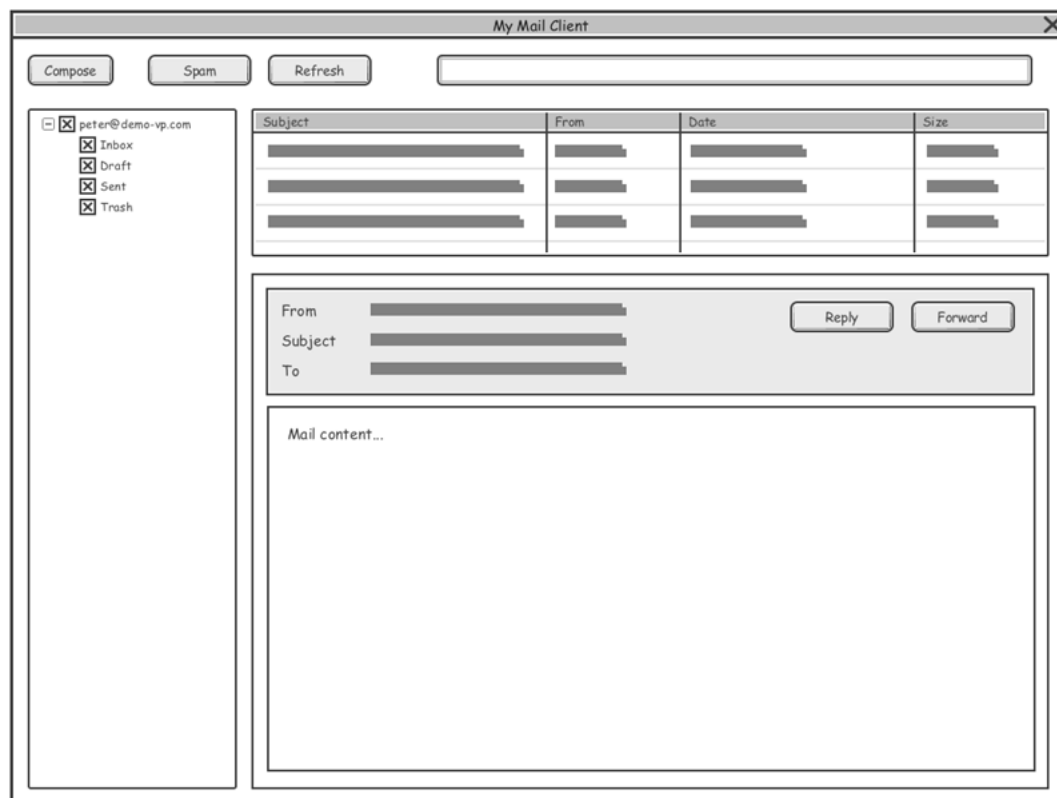 My Mail Client
Compose Spam Refresh
peter@demo-vp.com
Inbox
Draft
Sent
Trash
Subject From Date Size
From
Subject
To
Reply Forward
Mail content...